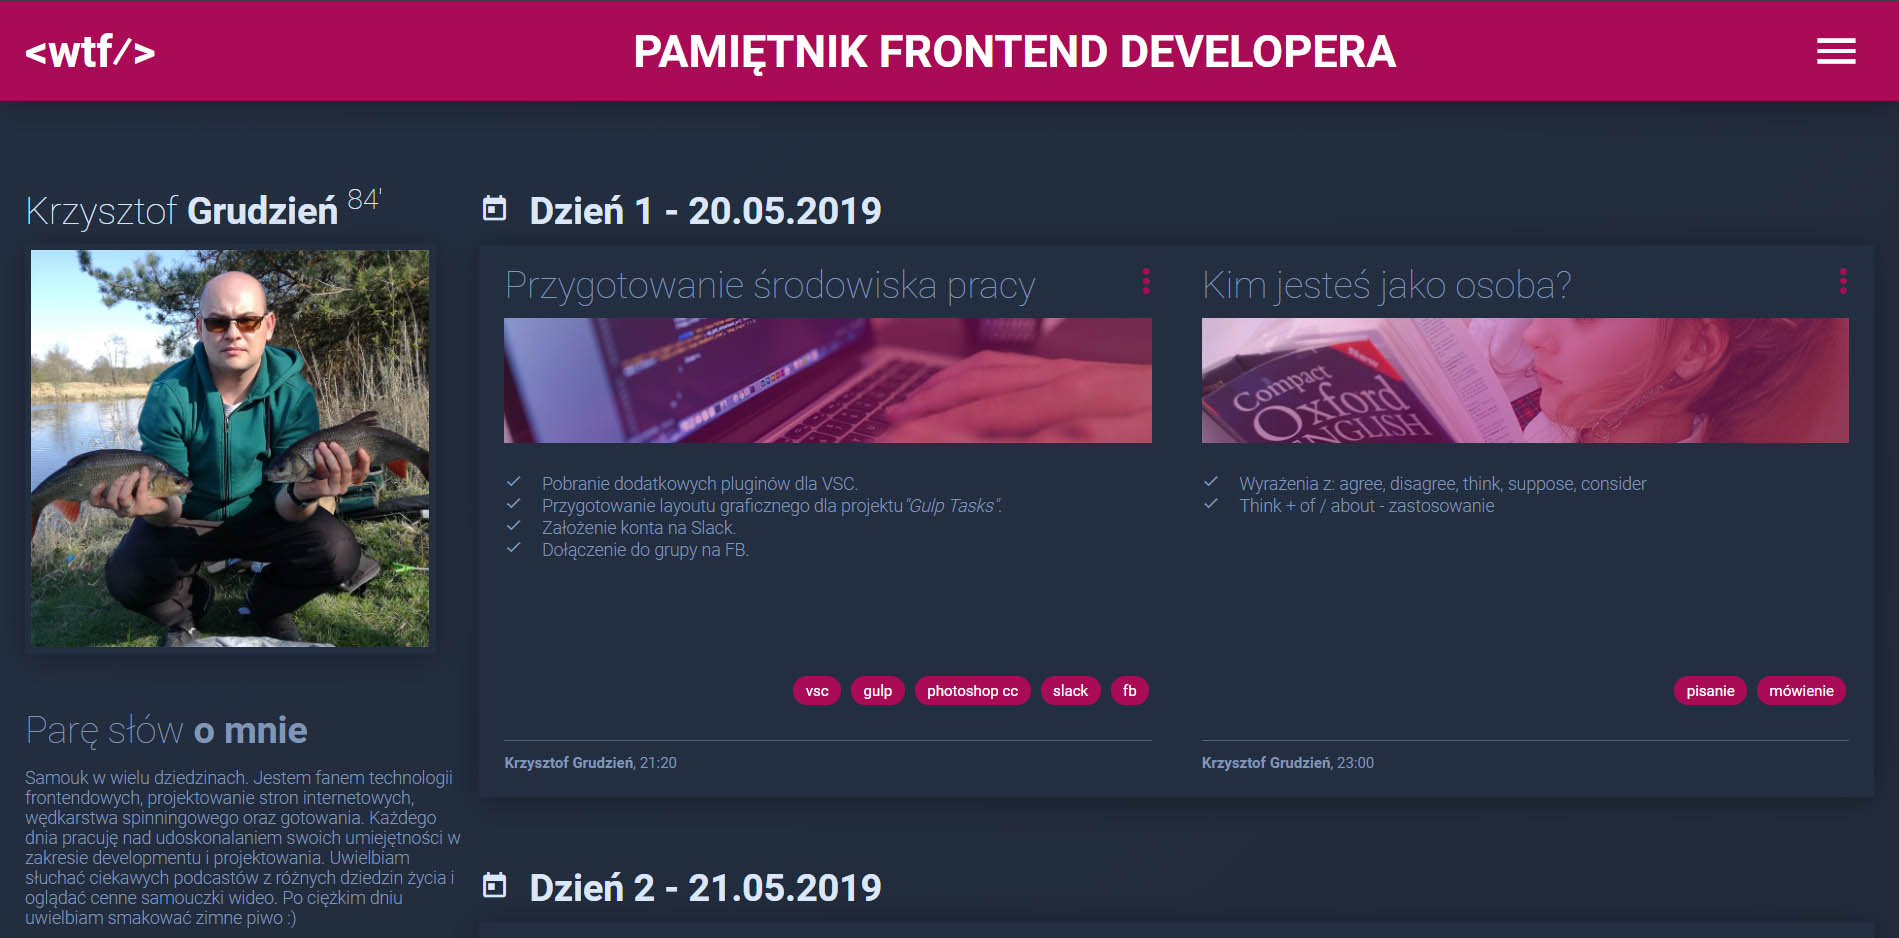 <wtf/>
PAMIĘTNIK FRONTEND DEVELOPERA
Krzysztof Grudzień 84'
Parę słów o mnie
Samouk w wielu dziedzinach. Jestem fanem technologii
frontendowych, projektowanie stron internetowych,
wędkarstwa spinningowego oraz gotowania. Każdego
dnia pracuję nad udoskonalaniem swoich umiejętności w
zakresie developmentu i projektowania. Uwielbiam
słuchać ciekawych podcastów z różnych dziedzin życia i
oglądać cenne samouczki wideo. Po ciężkim dniu
uwielbiam smakować zimne piwo :)
Dzień 1 - 20.05.2019
Przygotowanie środowiska pracy
Pobranie dodatkowych pluginów dla VSC.
Przygotowanie layoutu graficznego dla projektu "Gulp Tasks".
Założenie konta na Slack.
Dołączenie do grupy na FB.
vsc gulp photoshop cc slack fb
Krzysztof Grudzień, 21:20
Kim jesteś jako osoba?
New
Compact
Oxford
ENGLISH
Wyrażenia z: agree, disagree, think, suppose, consider
Think + of / about - zastosowanie
pisanie mówienie
Krzysztof Grudzień, 23:00
Dzień 2 - 21.05.2019